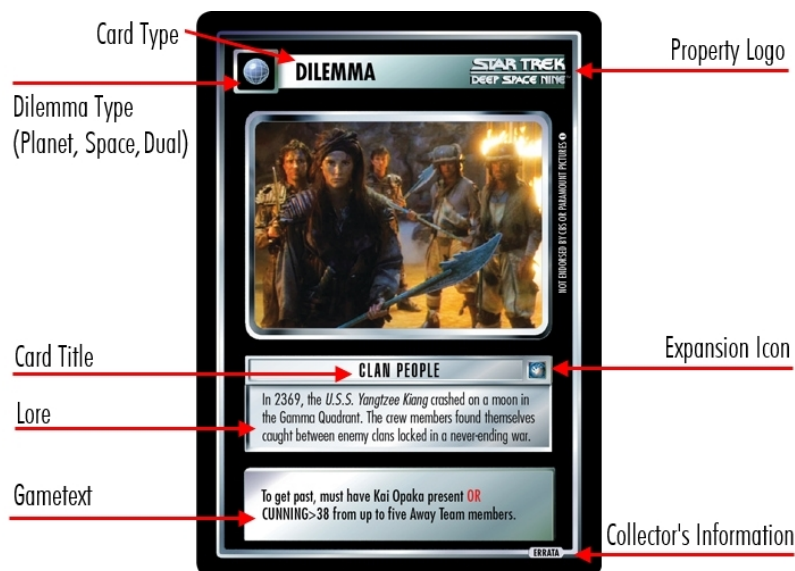 Card Type
Property Logo
DILEMMA
STAR TREK
DEEP SPACE NINE
Dilemma Type
(Planet, Space, Dual)
NOT ENDORSED BY CBS OR PARAMOUNT PICTURES
Card Title
CLAN PEOPLE
Expansion Icon
Lore
In 2369, the U.S.S. Yangtzee Kiang crashed on a moon in
the Gamma Quadrant. The crew members found themselves
caught between enemy clans locked in a never-ending war.
Gametext
To get past, must have Kai Opaka present OR
CUNNING>38 from up to five Away Team members.
Collector's Information
ERRATA